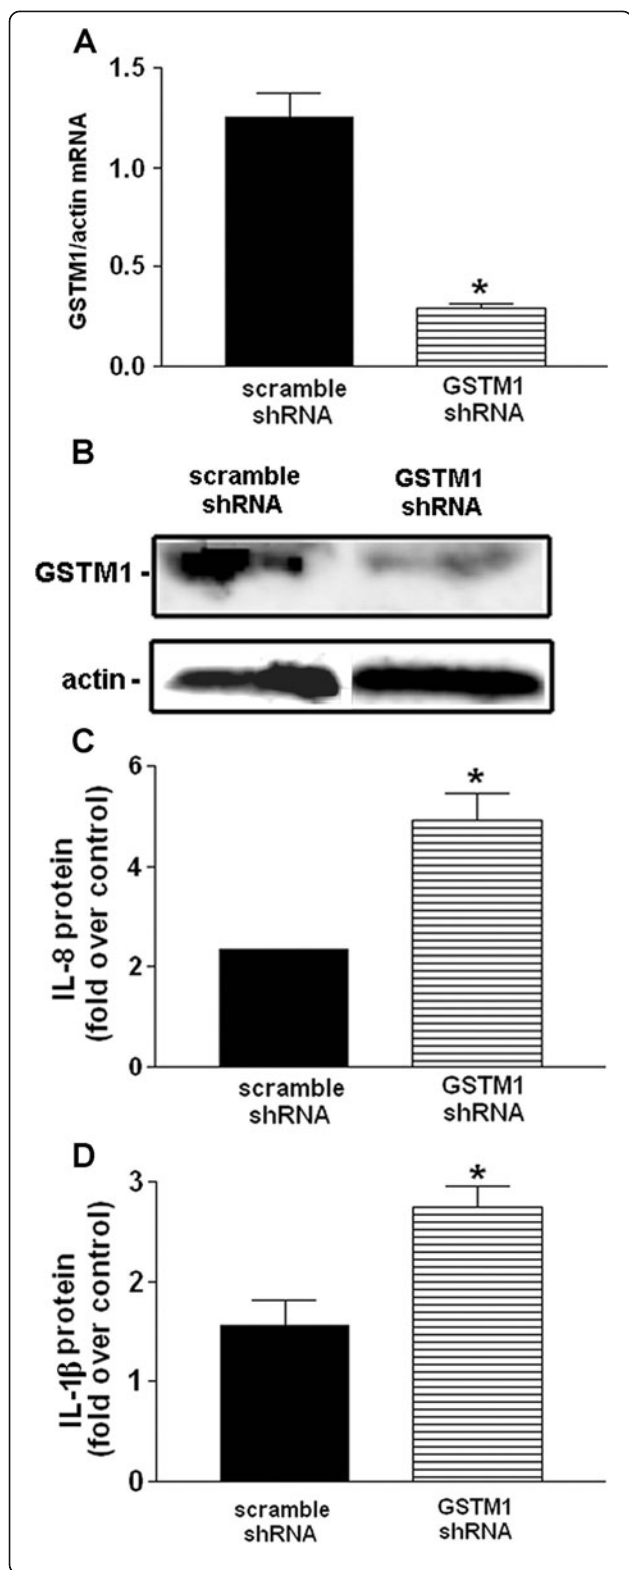 A
GSTM1/actin mRNA
1.5
1.0
0.5
0.0
*
scramble
shRNA
GSTM1
shRNA
B
scramble
shRNA
GSTM1
shRNA
GSTM1 -
actin -
C
IL-8 protein
(fold over control)
6
4
2
0
*
scramble
shRNA
GSTM1
shRNA
D
IL-1β protein
(fold over control)
3
2
1
0
*
scramble
shRNA
GSTM1
shRNA